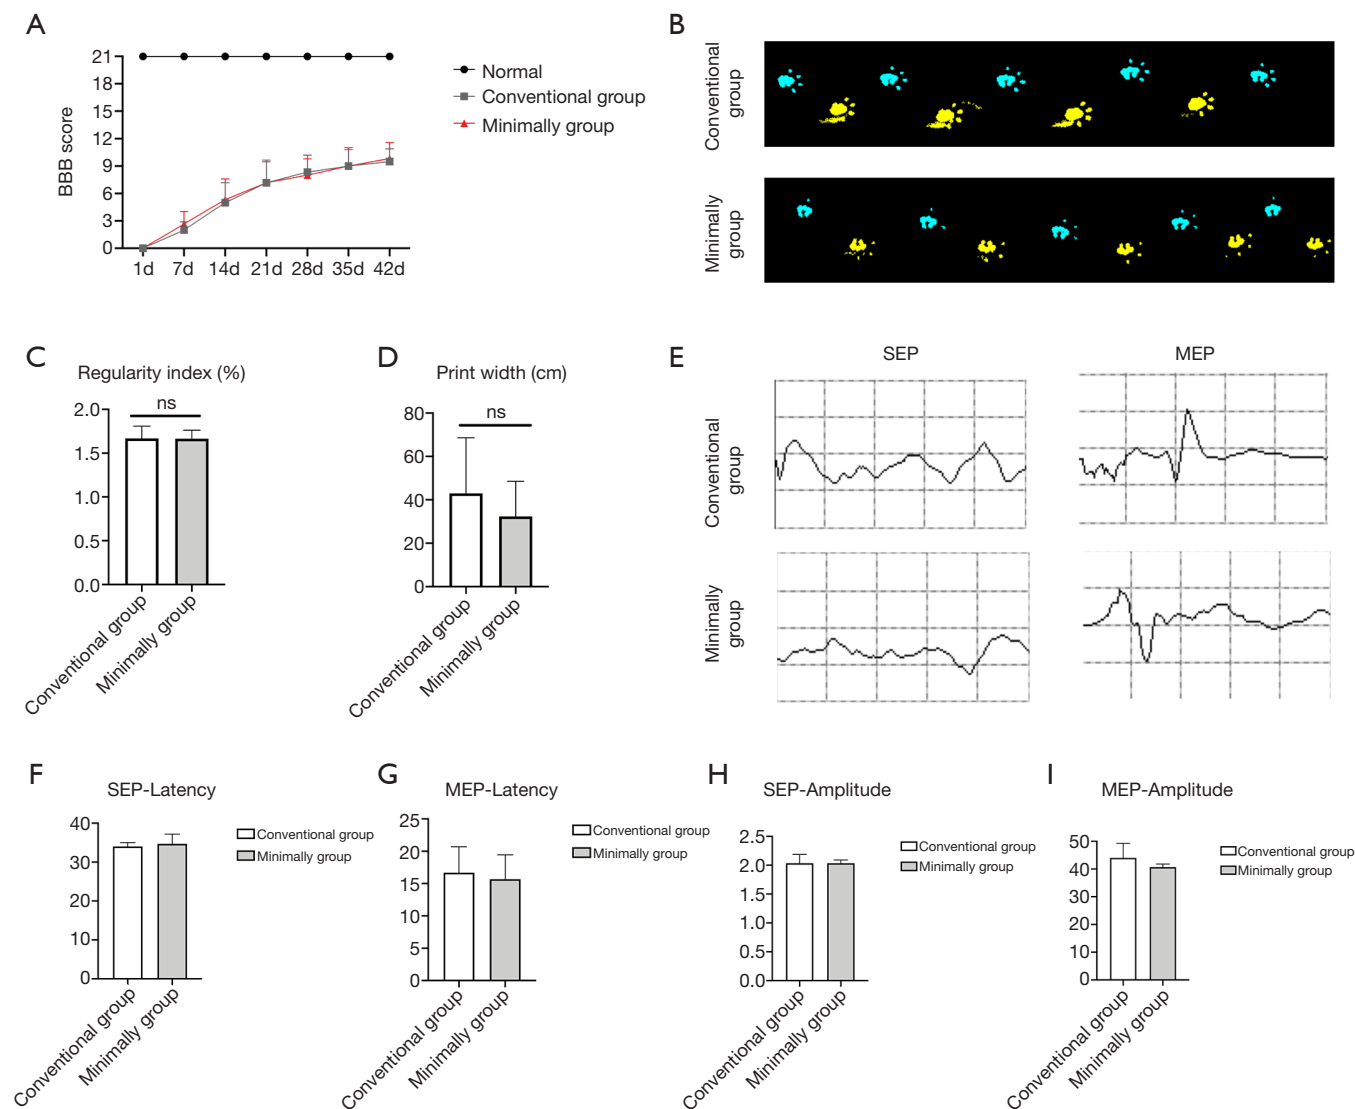 A
21
18
15
12
9
6
3
0
BBB score
1d 7d 14d 21d 28d 35d 42d
Normal
Conventional group
Minimally group
B
Conventional
group
Minimally
group
C
Regularity index (%)
ns
2.0
1.5
1.0
0.5
0.0
Conventional group
Minimally group
D
Print width (cm)
ns
80
60
40
20
0
Conventional group
Minimally group
E
SEP
MEP
Conventional
group
Minimally
group
F
SEP-Latency
40
30
20
10
0
Conventional group
Minimally group
Conventional group
Minimally group
G
MEP-Latency
25
20
15
10
5
0
Conventional group
Minimally group
Conventional group
Minimally group
H
SEP-Amplitude
2.5
2.0
1.5
1.0
0.5
0.0
Conventional group
Minimally group
Conventional group
Minimally group
I
MEP-Amplitude
50
40
30
20
10
0
Conventional group
Minimally group
Conventional group
Minimally group